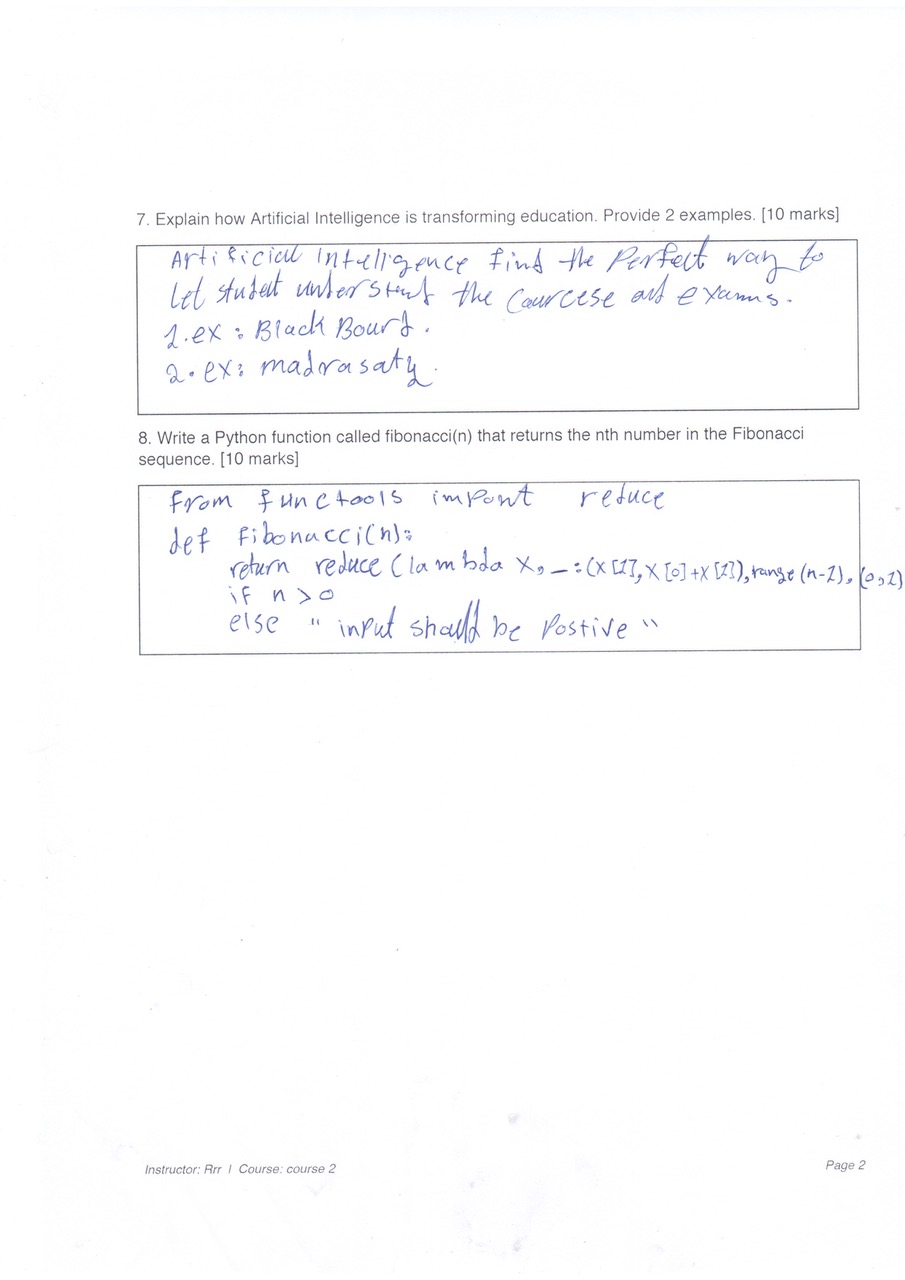 7. Explain how Artificial Intelligence is transforming education. Provide 2 examples. [10 marks]
Artificial Intelligence find the Perfect way to
Let student understand the Courcese and exams.
1. ex : Black Bourd.
2. ex: madrasaty.
8. Write a Python function called fibonacci(n) that returns the nth number in the Fibonacci
sequence. [10 marks]
from functools import reduce
def fibonacci(n):
return reduce (lambda x, _ : (x [1], x [0] + x [1]), range (n-1), (0,1)
if n > 0
else " input should be Postive "
Instructor: Rrr | Course: course 2
Page 2